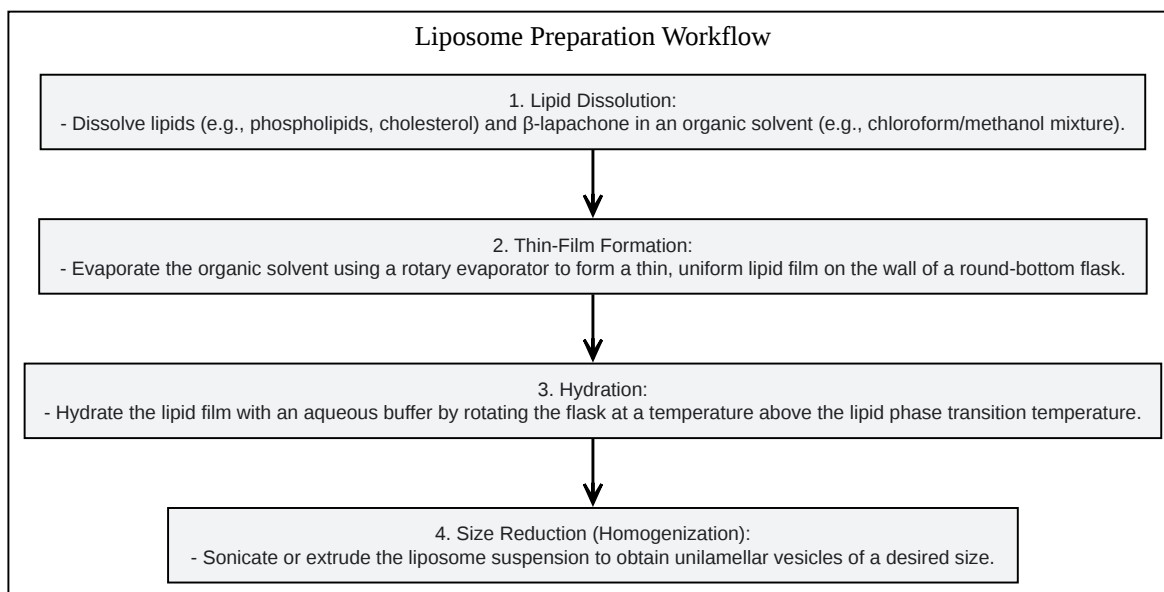 Liposome Preparation Workflow
1. Lipid Dissolution:
- Dissolve lipids (e.g., phospholipids, cholesterol) and β-lapachone in an organic solvent (e.g., chloroform/methanol mixture).
2. Thin-Film Formation:
- Evaporate the organic solvent using a rotary evaporator to form a thin, uniform lipid film on the wall of a round-bottom flask.
3. Hydration:
- Hydrate the lipid film with an aqueous buffer by rotating the flask at a temperature above the lipid phase transition temperature.
4. Size Reduction (Homogenization):
- Sonicate or extrude the liposome suspension to obtain unilamellar vesicles of a desired size.